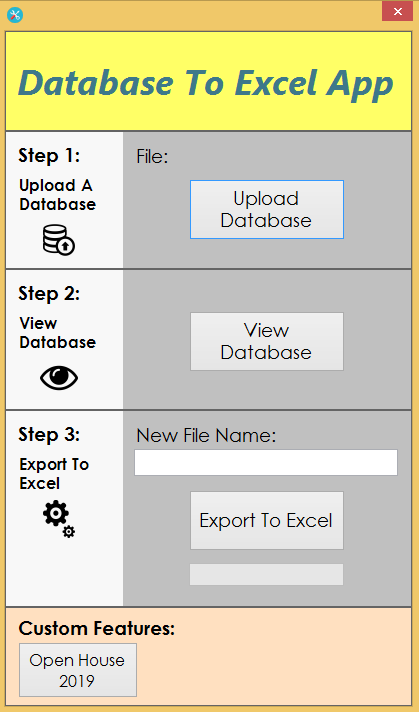 Database To Excel App
Step 1:
Upload A
Database
File:
Upload
Database
Step 2:
View
Database
View
Database
Step 3:
Export To
Excel
New File Name:
Export To Excel
Custom Features:
Open House
2019